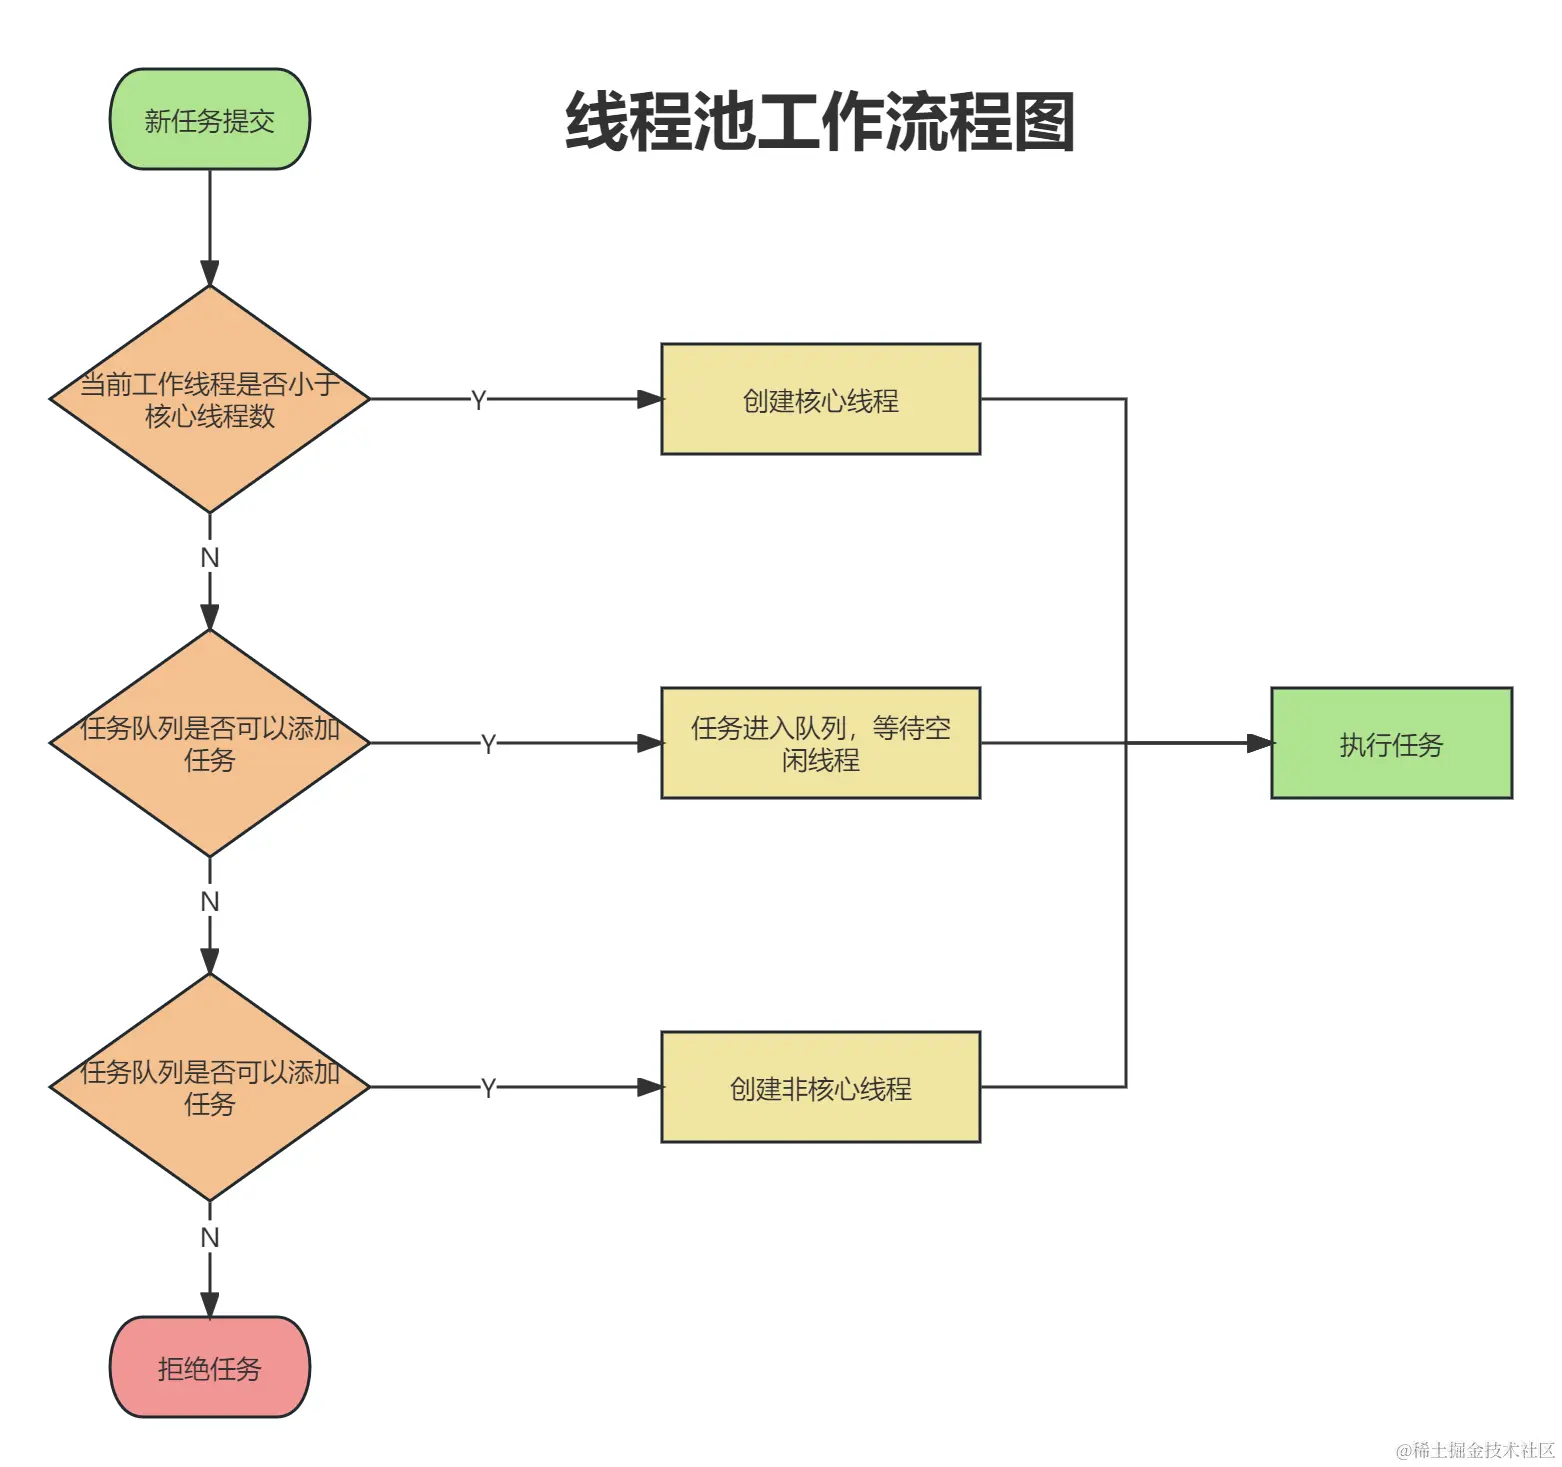 新任务提交
线程池工作流程图
当前工作线程是否小于
核心线程数
Y
创建核心线程
N
任务队列是否可以添加
任务
Y
任务进入队列，等待空
闲线程
执行任务
N
任务队列是否可以添加
任务
Y
创建非核心线程
N
拒绝任务
@稀土掘金技术社区